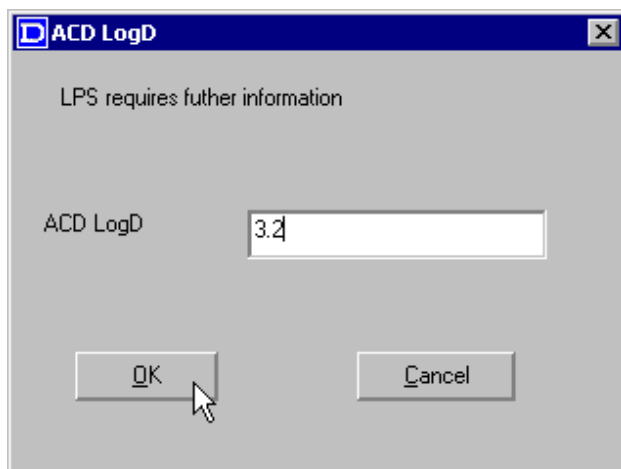 D ACD LogD
LPS requires futher information
ACD LogD 3.2
OK Cancel